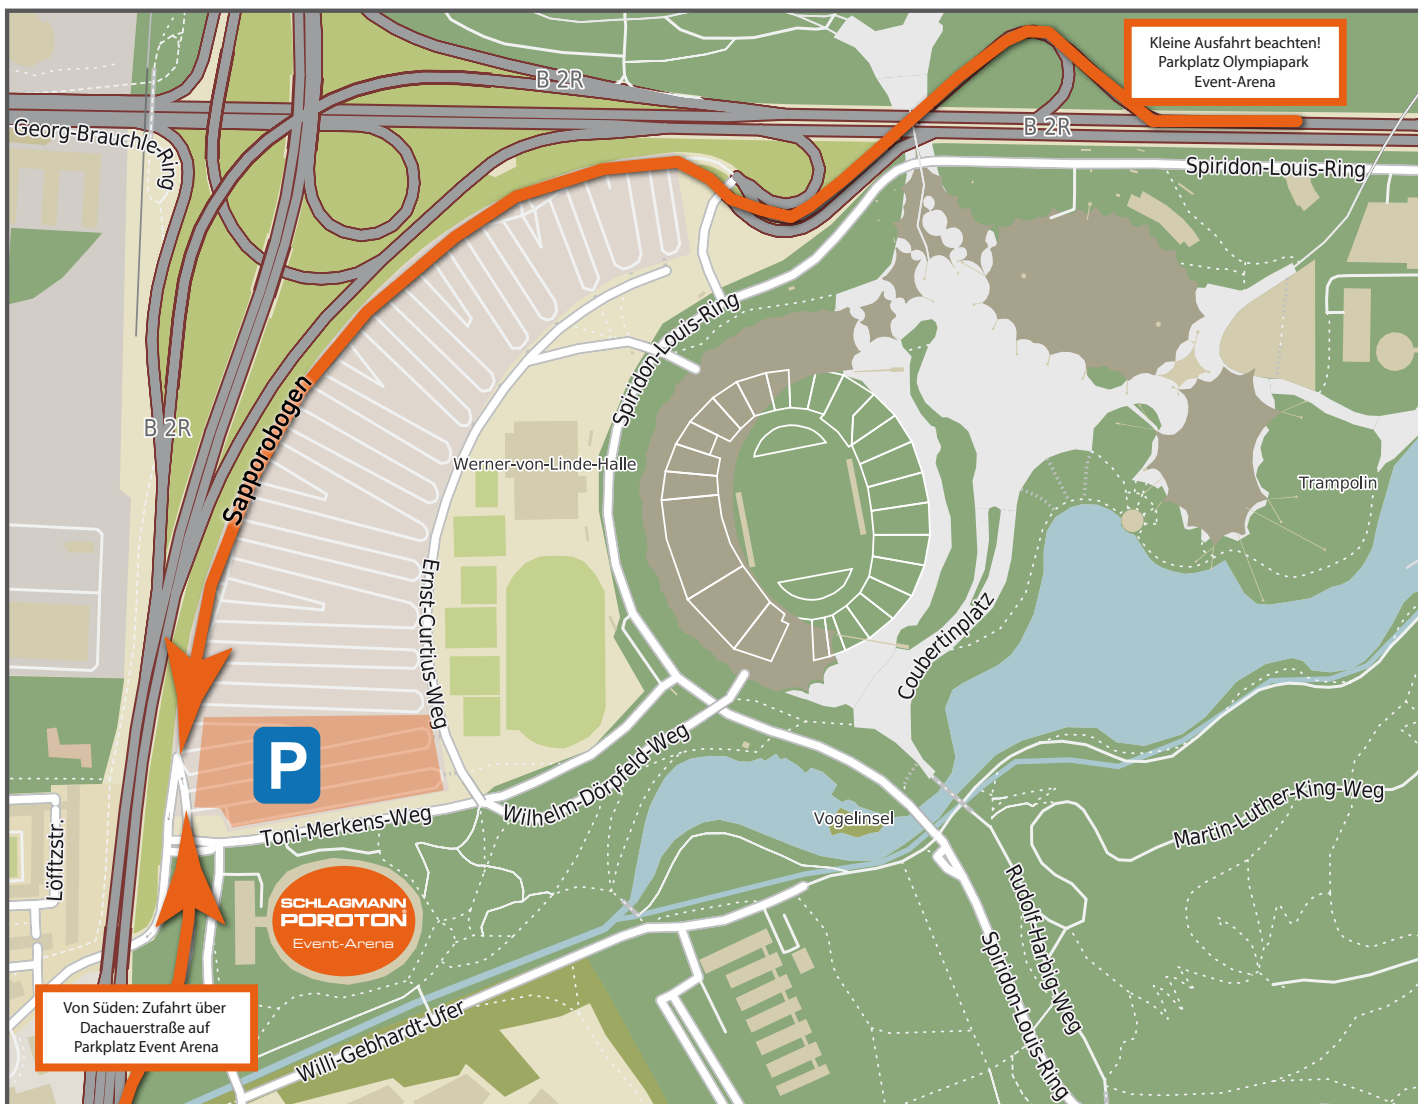 Kleine Ausfahrt beachten!
Parkplatz Olympiapark
Event-Arena
B 2R
B 2R
Georg-Brauchle-Ring
Spiridon-Louis-Ring
Spiridon-Louis-Ring
Sapporobogen
B 2R
Werner-von-Linde-Halle
Trampolin
Ernst-Curtius-Weg
Coubertinplatz
P
Wilhelm-Dörpfeld-Weg
Toni-Merkens-Weg
Vogelinsel
Martin-Luther-King-Weg
Löfftzstr.
SCHLAGMANN
POROTON
Event-Arena
Rudolf-Harbig-Weg
Spiridon-Louis-Ring
Willi-Gebhardt-Ufer
Von Süden: Zufahrt über
Dachauerstraße auf
Parkplatz Event Arena